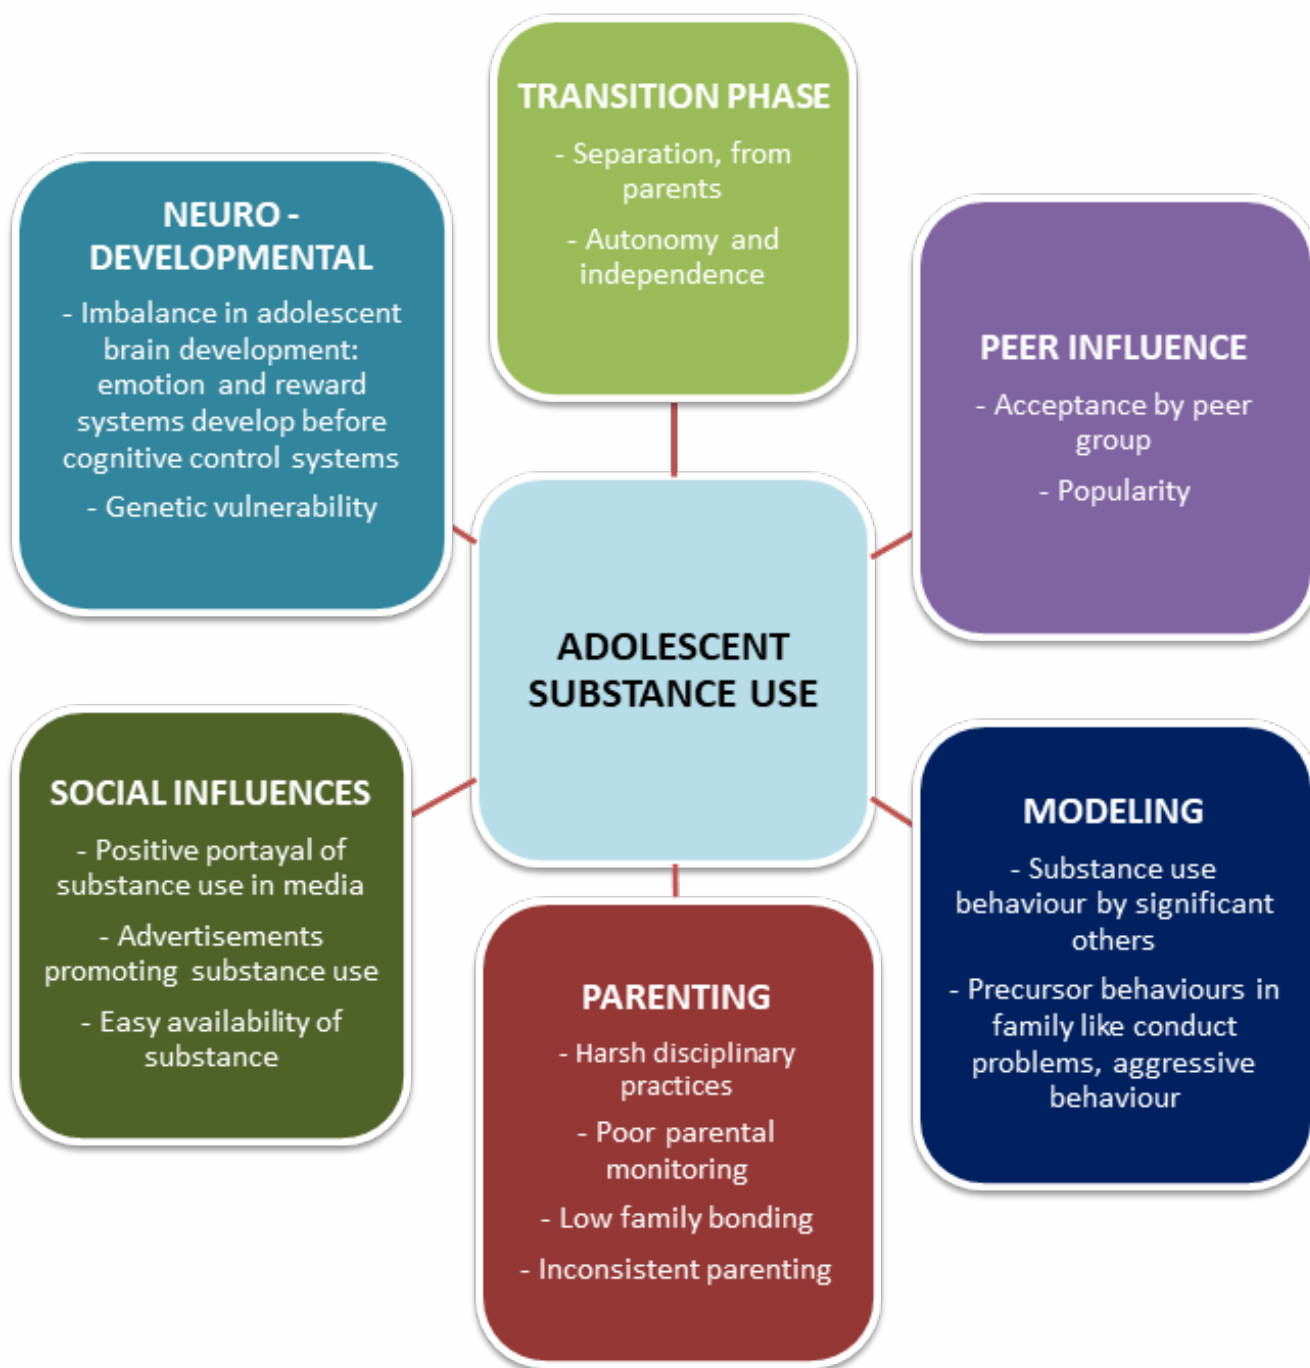 TRANSITION PHASE
- Separation, from
parents
- Autonomy and
independence
NEURO -
DEVELOPMENTAL
- Imbalance in adolescent
brain development:
emotion and reward
systems develop before
cognitive control systems
- Genetic vulnerability
PEER INFLUENCE
- Acceptance by peer
group
- Popularity
ADOLESCENT
SUBSTANCE USE
SOCIAL INFLUENCES
- Positive portayal of
substance use in media
- Advertisements
promoting substance use
- Easy availability of
substance
MODELING
- Substance use
behaviour by significant
others
- Precursor behaviours in
family like conduct
problems, aggressive
behaviour
PARENTING
- Harsh disciplinary
practices
- Poor parental
monitoring
- Low family bonding
- Inconsistent parenting